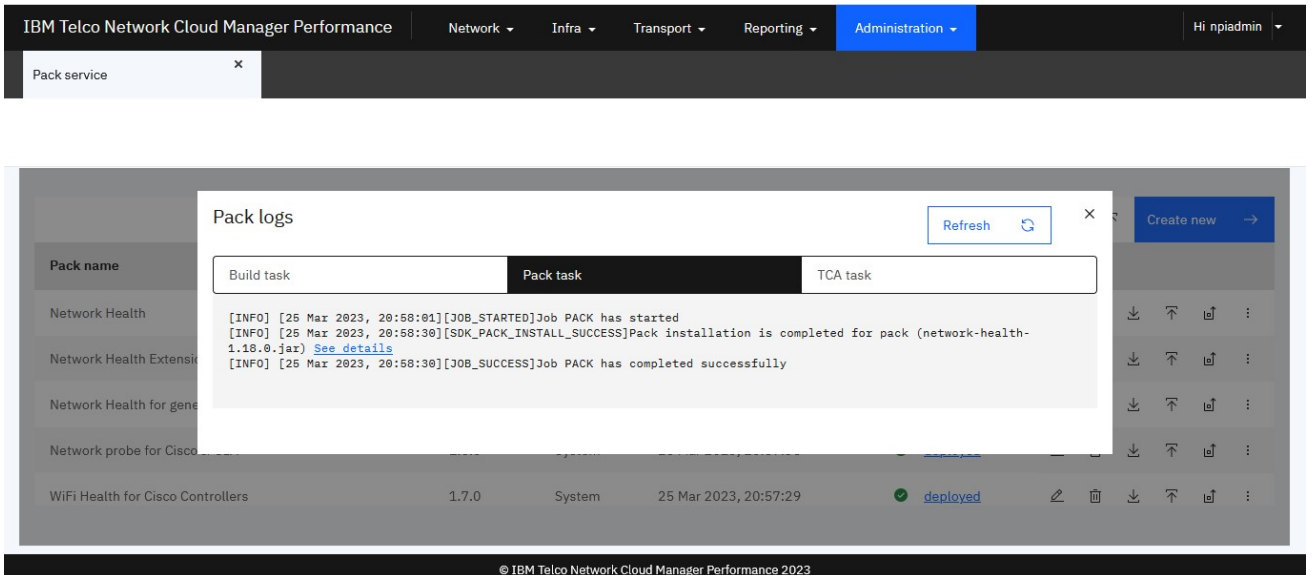 IBM Telco Network Cloud Manager Performance
Network
Infra
Transport
Reporting
Administration
Hi npiadmin
Pack service
Pack logs
Refresh
Create new
Pack name
Build task
Pack task
TCA task
[INFO] [25 Mar 2023, 20:58:01][JOB_STARTED]Job PACK has started
[INFO] [25 Mar 2023, 20:58:30][SDK_PACK_INSTALL_SUCCESS]Pack installation is completed for pack (network-health-
1.18.0.jar) See details
[INFO] [25 Mar 2023, 20:58:30][JOB_SUCCESS]Job PACK has completed successfully
Network Health
Network Health
Network Health for
Network probe for Cisco
WiFi Health for Cisco Controllers 1.7.0 System 25 Mar 2023, 20:57:29 deployed
© IBM Telco Network Cloud Manager Performance 2023